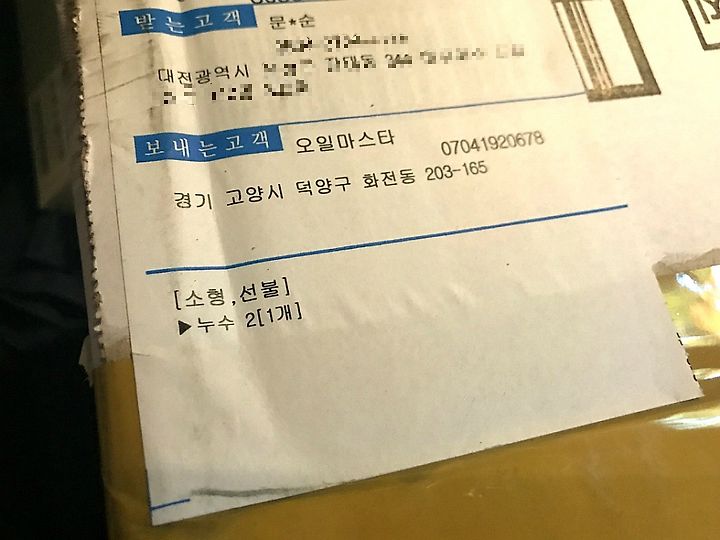 받는고객 문*순
대전광역시
보내는고객 오일마스타 07041920678
경기 고양시 덕양구 화전동 203-165
[소형,선불]
▶누수 2[1개]